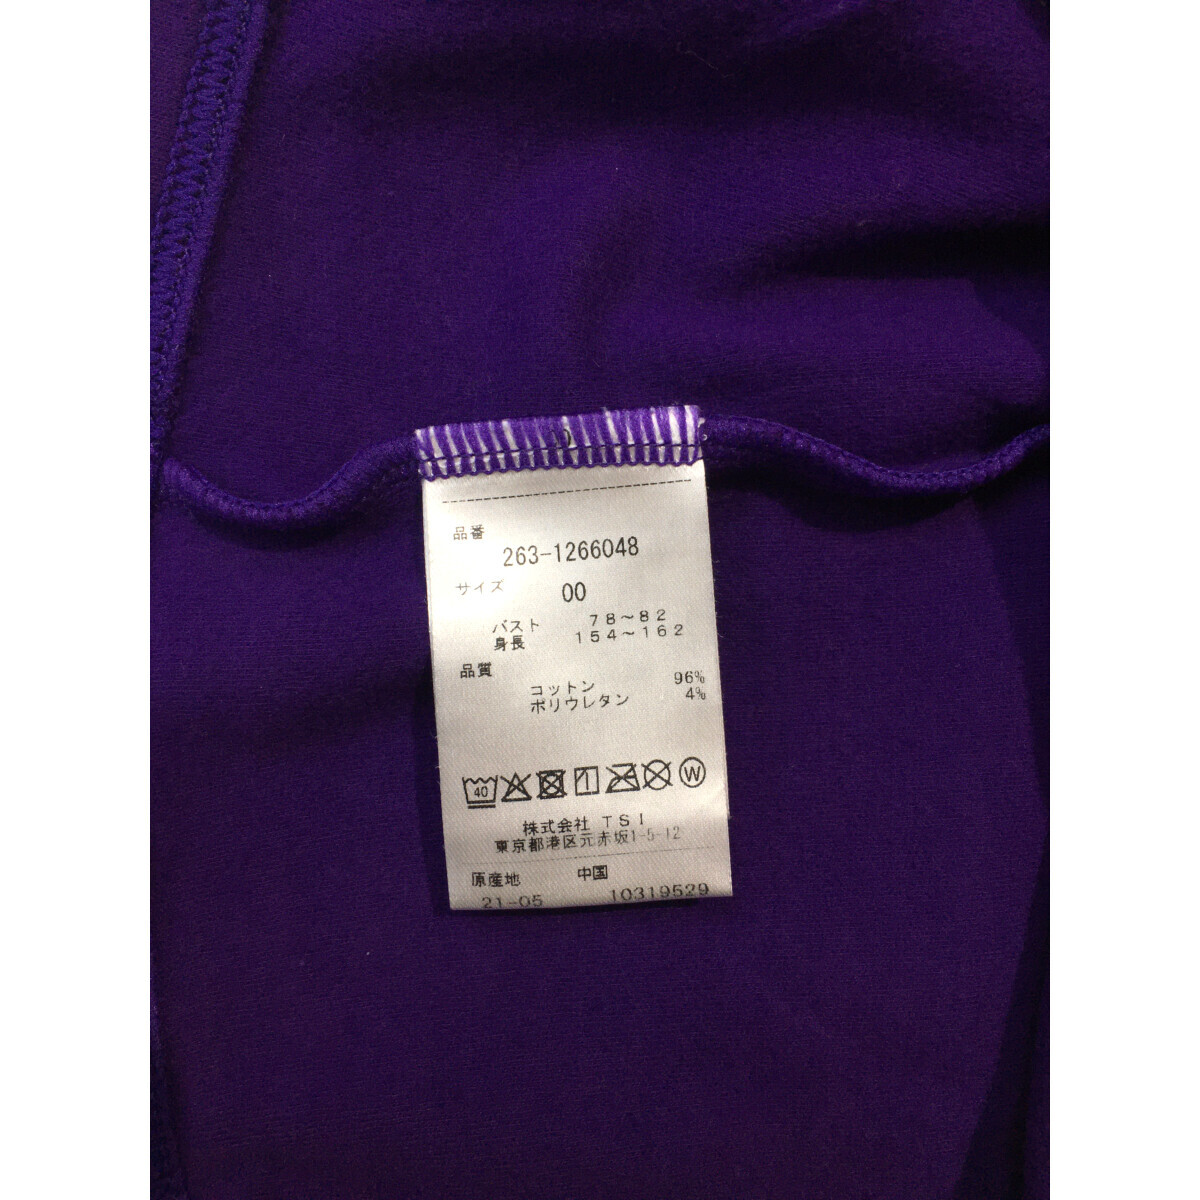 品番
263-1266048
サイズ 00
バスト 78～82
身長 154～162
品質
コットン 96%
ポリウレタン 4%
40 W
株式会社 TSI
東京都港区元赤坂1-5-12
原産地 中国
21-05 10319529